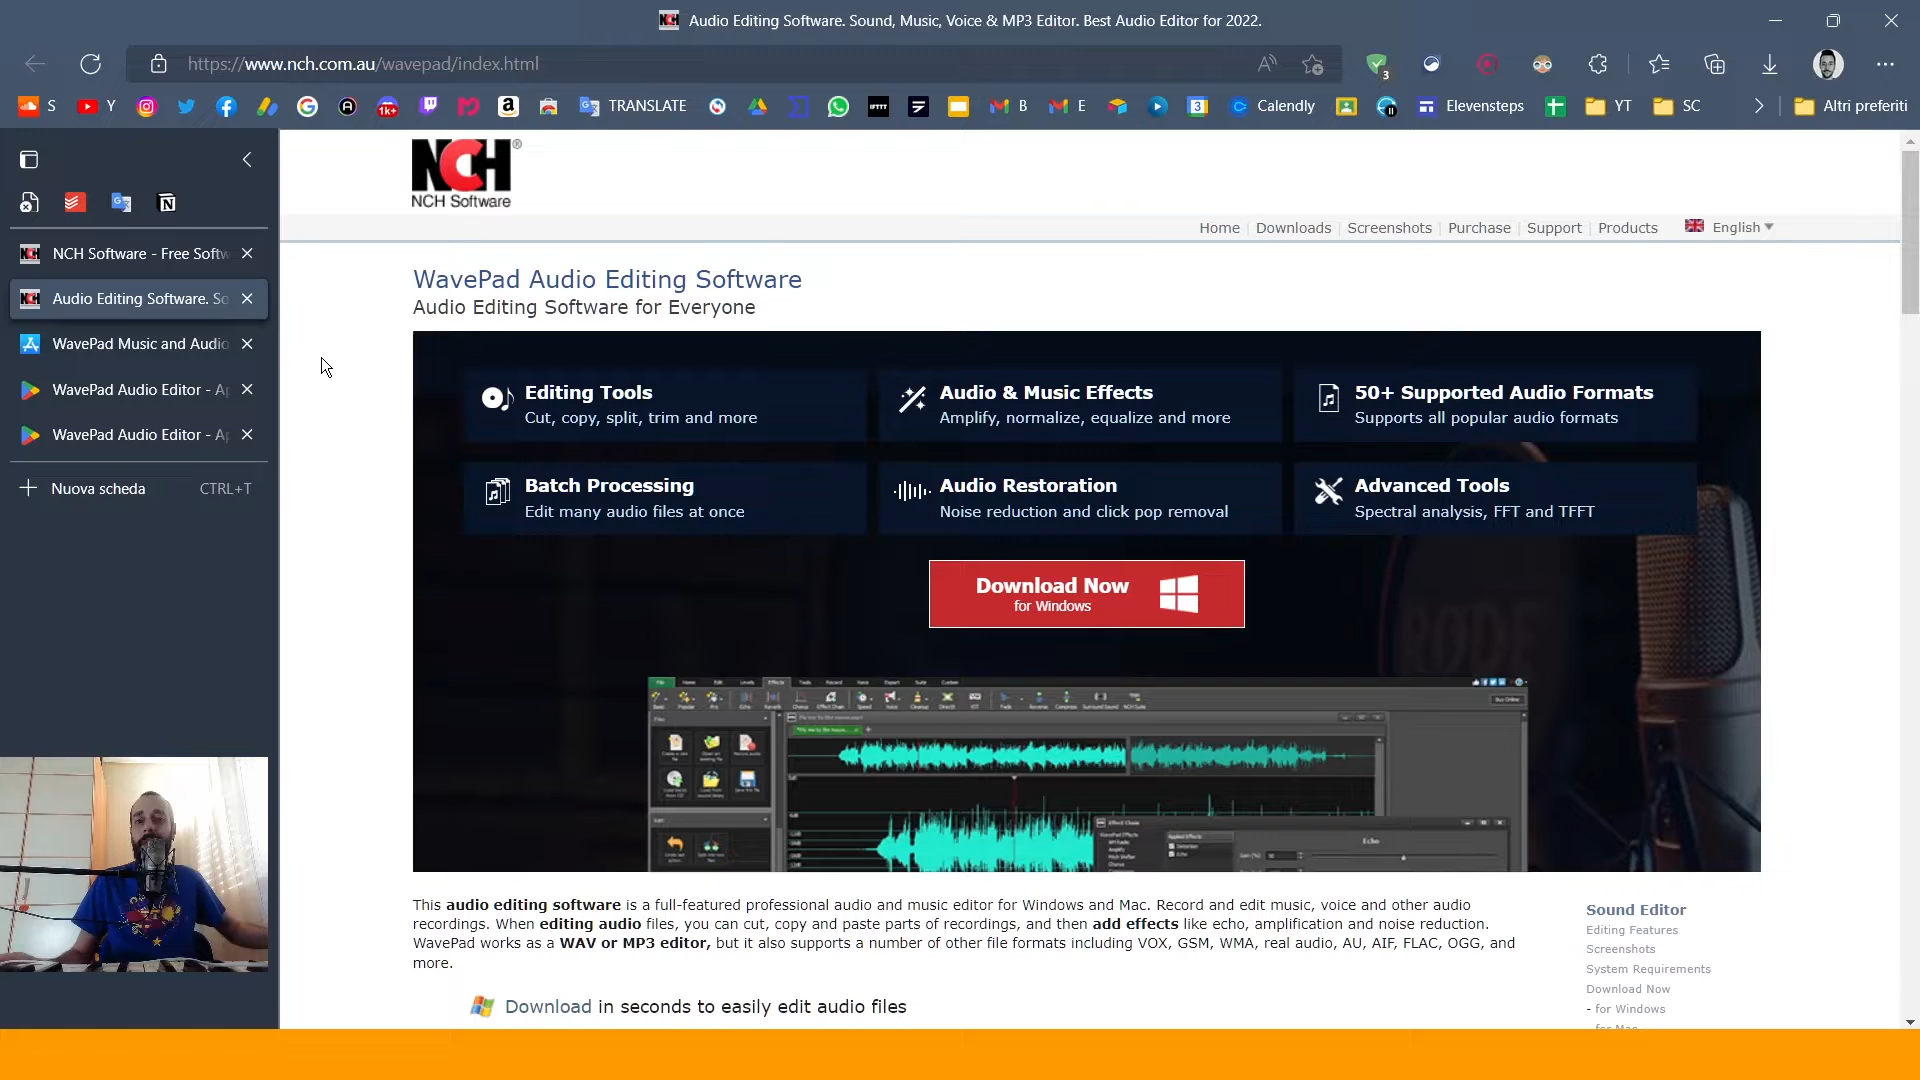 Audio Editing Software. Sound, Music, Voice & MP3 Editor. Best Audio Editor for 2022.
https://www.nch.com.au/wavepad/index.html
3
S
Y
1k+
TRANSLATE
IFTTT
B
E
3
Calendly
Elevensteps
YT
SC
Altri preferiti
NCH Software - Free Softw
Audio Editing Software. So
WavePad Music and Audio
WavePad Audio Editor - Ap
WavePad Audio Editor - Ap
Nuova scheda CTRL+T
NCH®
NCH Software
Home | Downloads | Screenshots | Purchase | Support | Products
English
WavePad Audio Editing Software
Audio Editing Software for Everyone
Editing Tools
Cut, copy, split, trim and more
Audio & Music Effects
Amplify, normalize, equalize and more
50+ Supported Audio Formats
Supports all popular audio formats
Batch Processing
Edit many audio files at once
Audio Restoration
Noise reduction and click pop removal
Advanced Tools
Spectral analysis, FFT and TFFT
Download Now
for Windows
RØDE
Echo
This audio editing software is a full-featured professional audio and music editor for Windows and Mac. Record and edit music, voice and other audio
recordings. When editing audio files, you can cut, copy and paste parts of recordings, and then add effects like echo, amplification and noise reduction.
WavePad works as a WAV or MP3 editor, but it also supports a number of other file formats including VOX, GSM, WMA, real audio, AU, AIF, FLAC, OGG, and
more.
Download in seconds to easily edit audio files
Sound Editor
Editing Features
Screenshots
System Requirements
Download Now
- for Windows
- for Mac